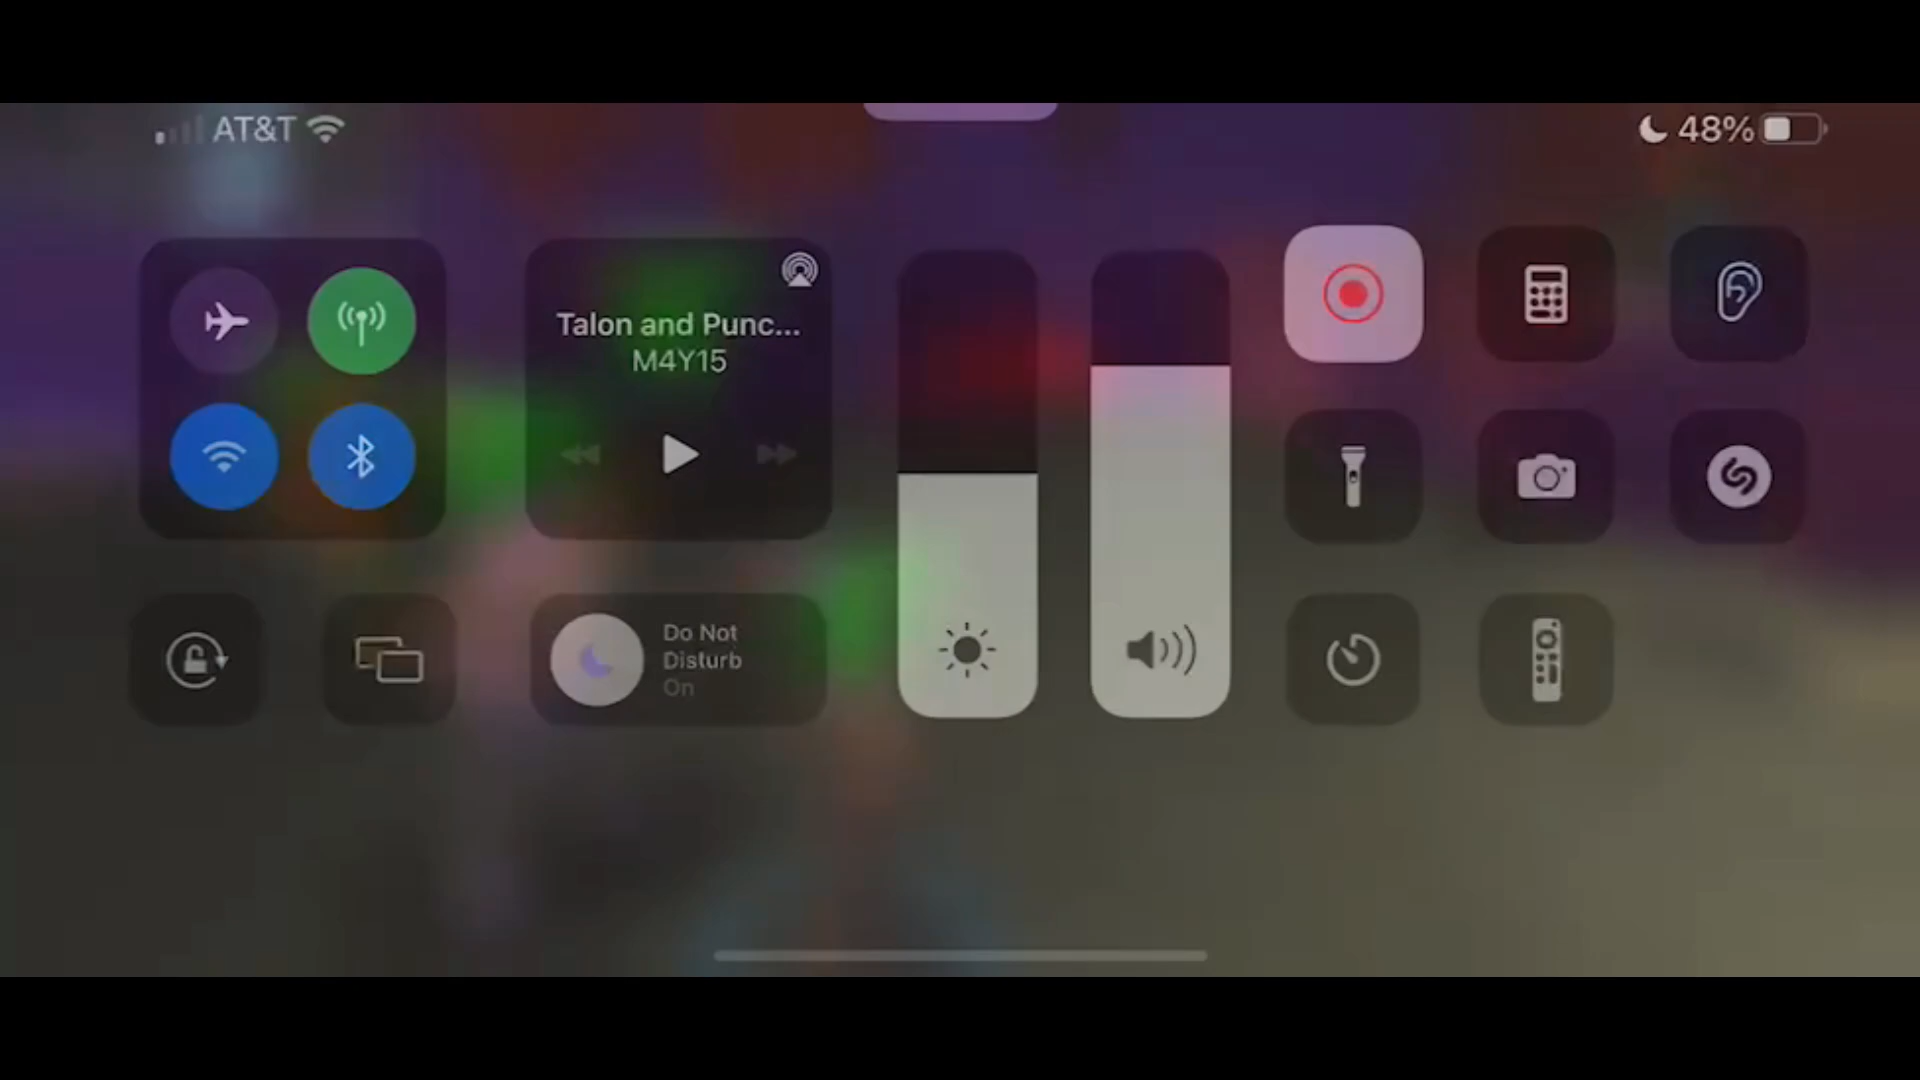 AT&T
48%
Talon and Punc...
M4Y15
Do Not
Disturb
On